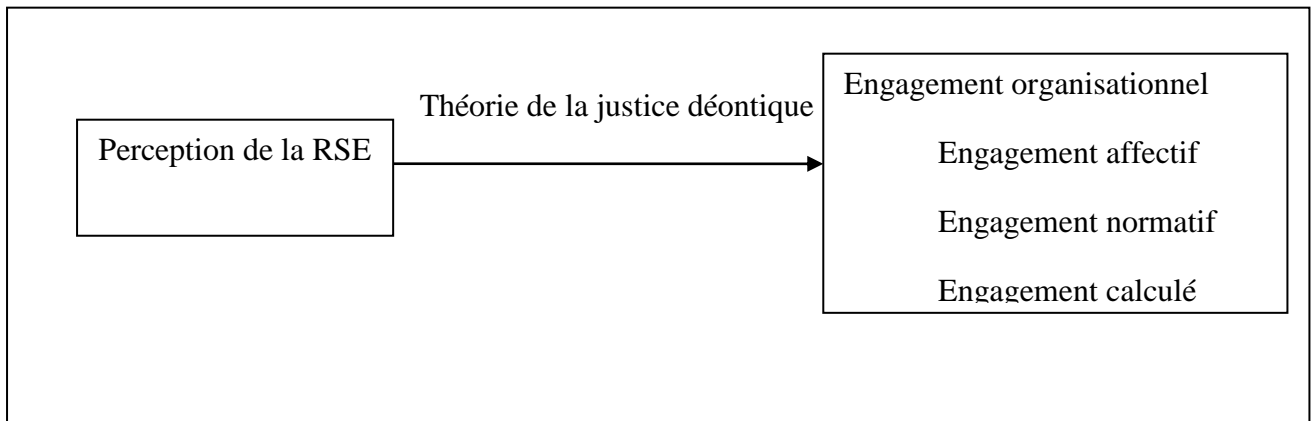 Perception de la RSE
Théorie de la justice déontique
Engagement organisationnel
Engagement affectif
Engagement normatif
Engagement calculé